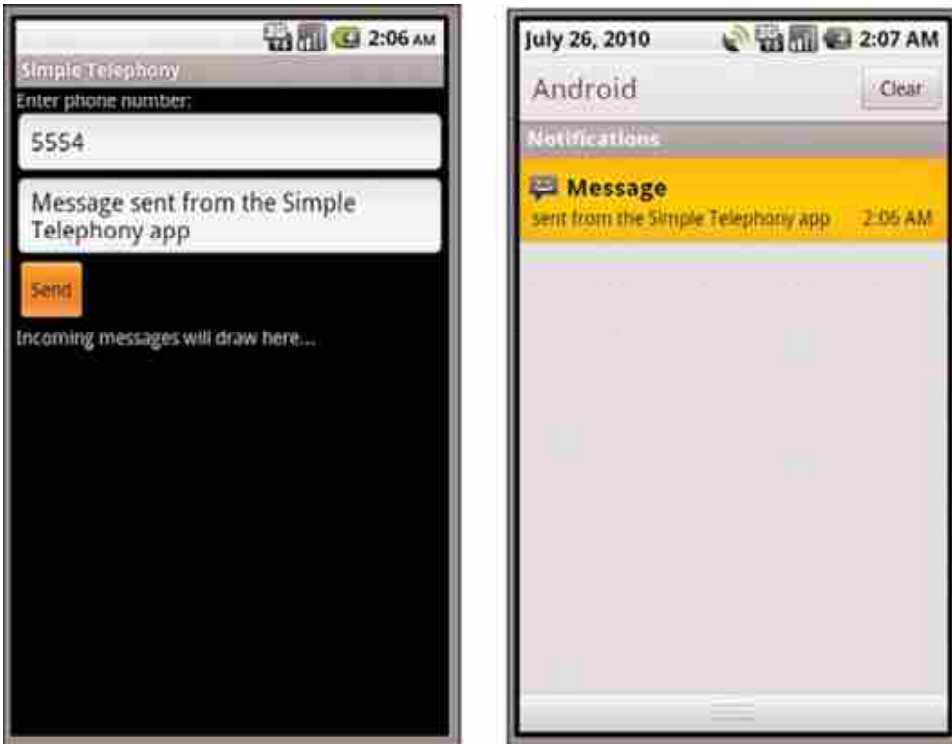 2:06 AM
Simple Telephony
Enter phone number:
5554
Message sent from the Simple
Telephony app
Send
Incoming messages will draw here...
July 26, 2010 2:07 AM
Android Clear
Notifications
Message
sent from the Simple Telephony app 2:06 AM